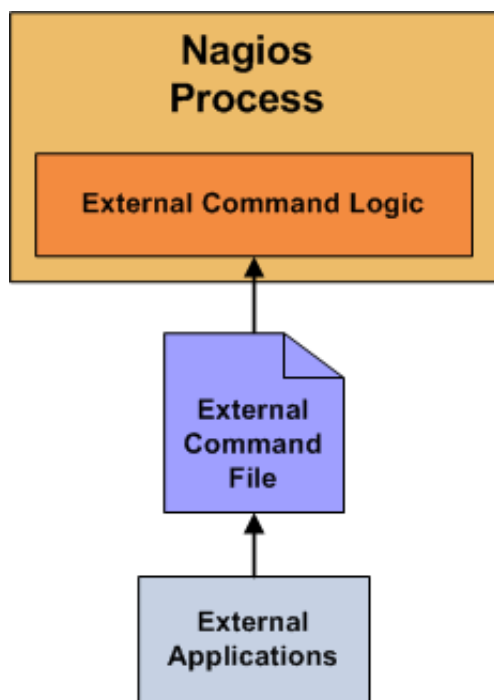 Nagios
Process
External Command Logic
External
Command
File
External
Applications